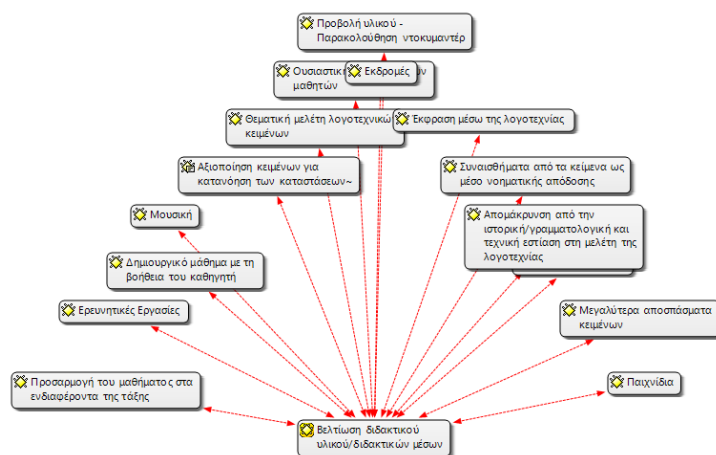 Προβολή υλικού -
Παρακολούθηση ντοκυμαντέρ
Ουσιαστικ
Εκδρομές
μαθητών
Θεματική μελέτη λογοτεχνικώ
κειμένων
Έκφραση μέσω της λογοτεχνίας
Αξιοποίηση κειμένων για
κατανόηση των καταστάσεων~
Συναισθήματα από τα κείμενα ως
μέσο νοηματικής απόδοσης
Μουσική
Απομάκρυνση από την
ιστορική/γραμματολογική και
τεχνική εστίαση στη μελέτη της
λογοτεχνίας
Δημιουργικό μάθημα με τη
βοήθεια του καθηγητή
Ερευνητικές Εργασίες
Μεγαλύτερα αποσπάσματα
κειμένων
Προσαρμογή του μαθήματος στα
ενδιαφέροντα της τάξης
Παιχνίδια
Βελτίωση διδακτικού
υλικού/διδακτικών μέσων